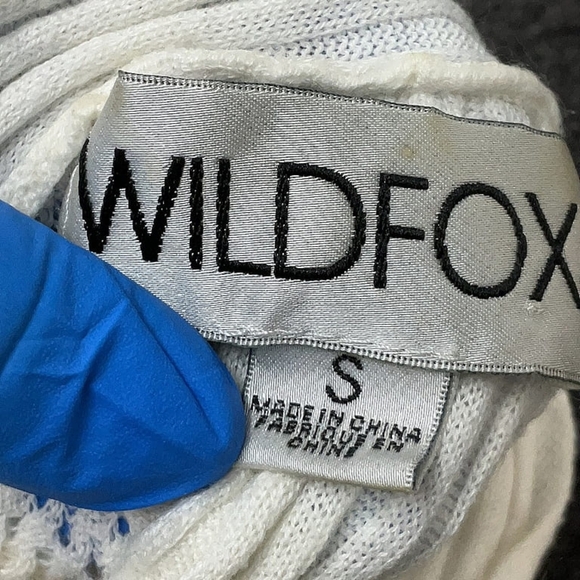 WILDFOX
S
MADE IN CHINA
FABRIQUE EN
CHINE